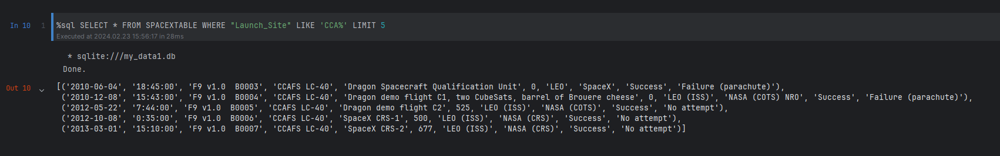 In 10 1 %sql SELECT * FROM SPACEXTABLE WHERE "Launch_Site" LIKE 'CCA%' LIMIT 5
Executed at 2024.02.23 15:56:17 in 28ms
* sqlite:///my_data1.db
Done.
Out 10 [('2010-06-04', '18:45:00', 'F9 v1.0  B0003', 'CCAFS LC-40', 'Dragon Spacecraft Qualification Unit', 0, 'LEO', 'SpaceX', 'Success', 'Failure (parachute)'),
('2010-12-08', '15:43:00', 'F9 v1.0  B0004', 'CCAFS LC-40', 'Dragon demo flight C1, two CubeSats, barrel of Brouere cheese', 0, 'LEO (ISS)', 'NASA (COTS) NRO', 'Success', 'Failure (parachute)'),
('2012-05-22', '7:44:00', 'F9 v1.0  B0005', 'CCAFS LC-40', 'Dragon demo flight C2', 525, 'LEO (ISS)', 'NASA (COTS)', 'Success', 'No attempt'),
('2012-10-08', '0:35:00', 'F9 v1.0  B0006', 'CCAFS LC-40', 'SpaceX CRS-1', 500, 'LEO (ISS)', 'NASA (CRS)', 'Success', 'No attempt'),
('2013-03-01', '15:10:00', 'F9 v1.0  B0007', 'CCAFS LC-40', 'SpaceX CRS-2', 677, 'LEO (ISS)', 'NASA (CRS)', 'Success', 'No attempt')]